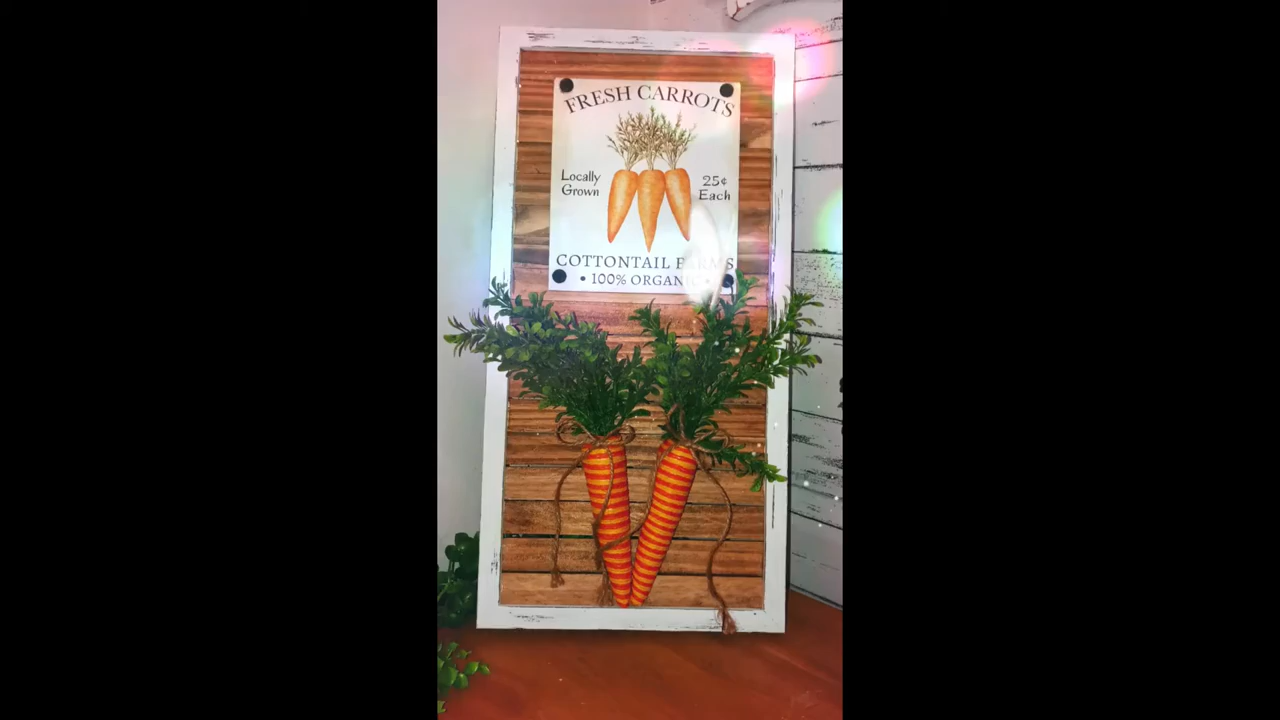 FRESH CARROTS
Locally
Grown
25¢
Each
COTTONTAIL FARMS
• 100% ORGANIC •